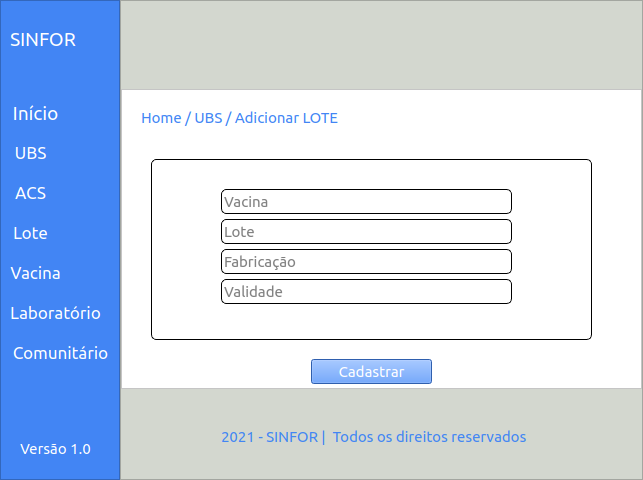 SINFOR
Início
UBS
ACS
Lote
Vacina
Laboratório
Comunitário
Versão 1.0
Home / UBS / Adicionar LOTE
Vacina
Lote
Fabricação
Validade
Cadastrar
2021 - SINFOR | Todos os direitos reservados